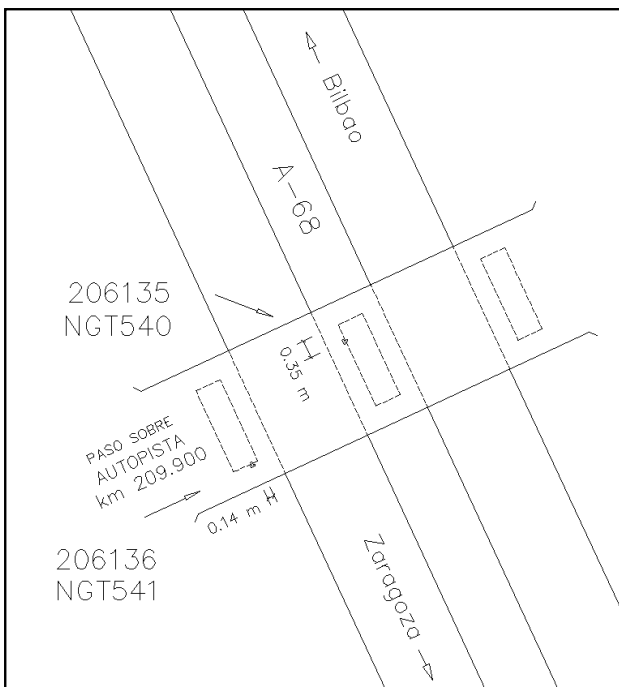 Bilbao
A-68
206135
NGT540
0.35 m
PASO SOBRE
AUTOPISTA
km 209.900
0.14 m
206136
NGT541
Zaragoza